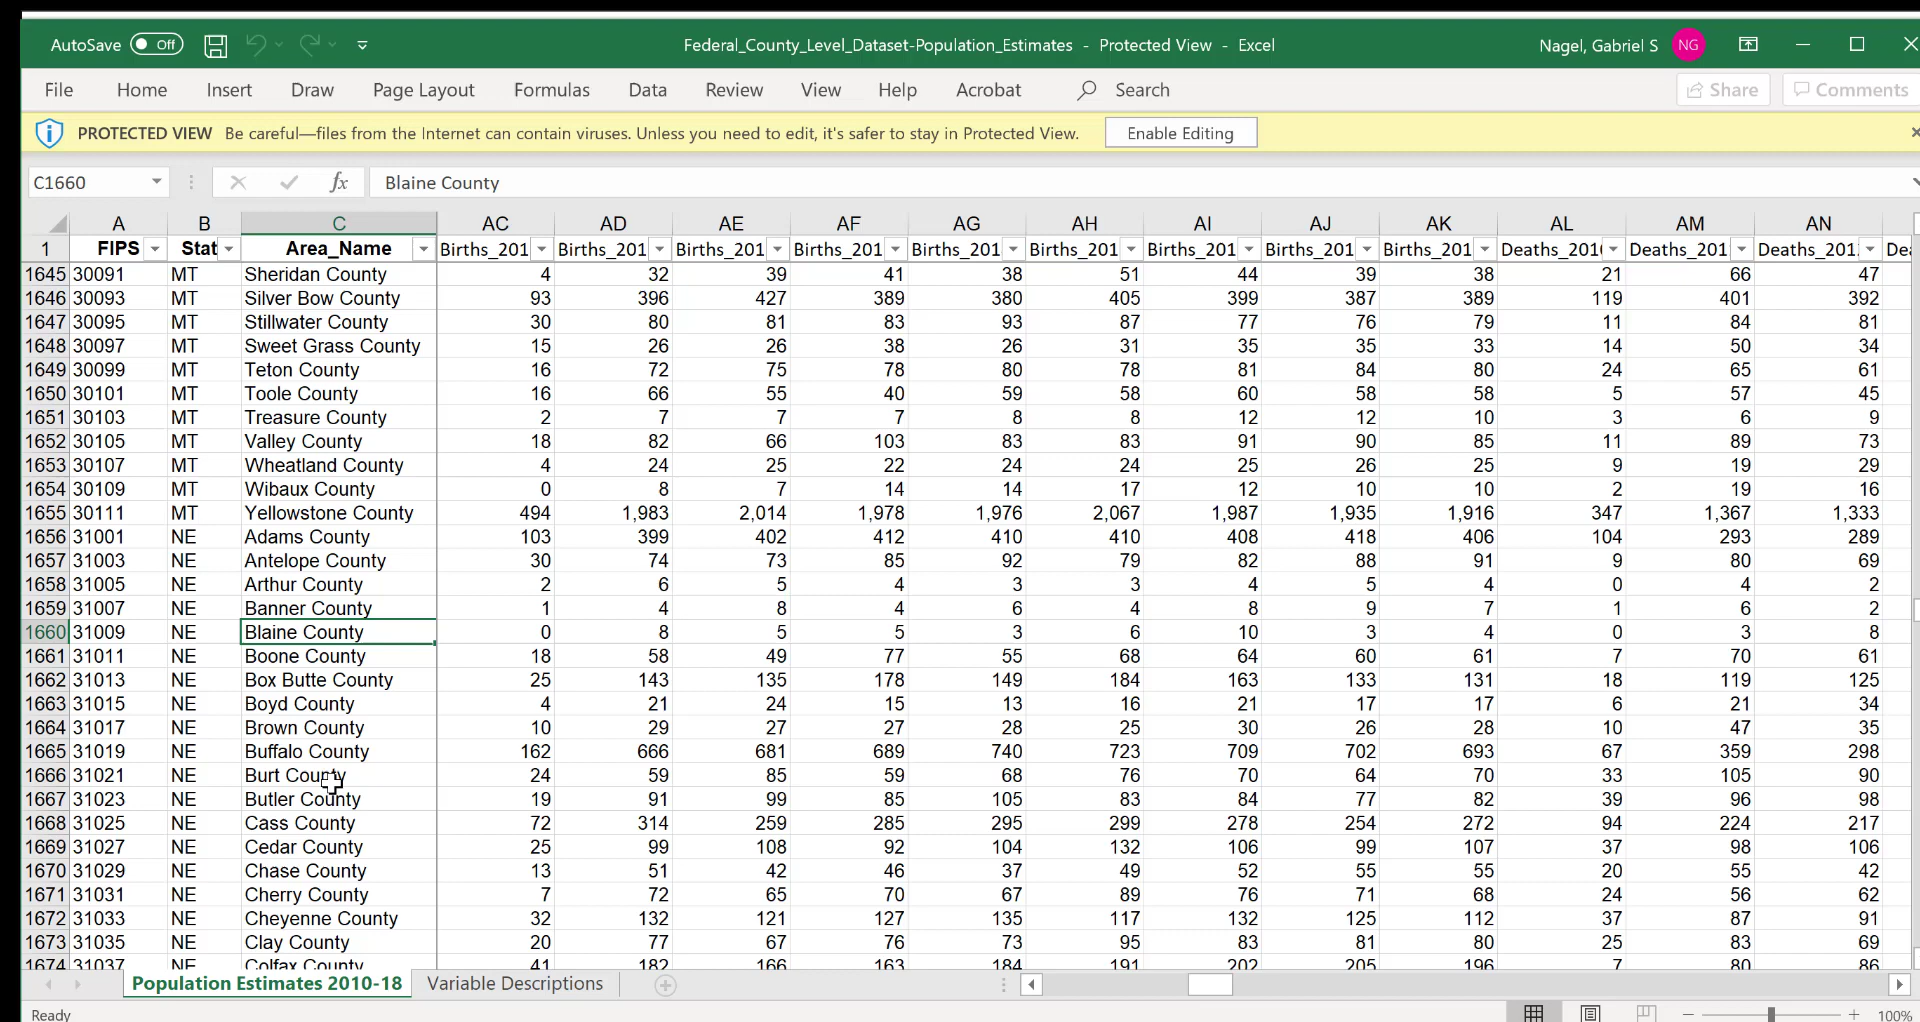 AutoSave Off Federal_County_Level_Dataset-Population_Estimates - Protected View - Excel Nagel, Gabriel S NG
File Home Insert Draw Page Layout Formulas Data Review View Help Acrobat Search Share Comments
PROTECTED VIEW Be careful—files from the Internet can contain viruses. Unless you need to edit, it's safer to stay in Protected View. Enable Editing
C1660 fx Blaine County
A B C AC AD AE AF AG AH AI AJ AK AL AM AN
1 FIPS Stat Area_Name Births_201 Births_201 Births_201 Births_201 Births_201 Births_201 Births_201 Births_201 Births_201 Deaths_2010 Deaths_201 Deaths_201 De
1645 30091 MT Sheridan County 4 32 39 41 38 51 44 39 38 21 66 47
1646 30093 MT Silver Bow County 93 396 427 389 380 405 399 387 389 119 401 392
1647 30095 MT Stillwater County 30 80 81 83 93 87 77 76 79 11 84 81
1648 30097 MT Sweet Grass County 15 26 26 38 26 31 35 35 33 14 50 34
1649 30099 MT Teton County 16 72 75 78 80 78 81 84 80 24 65 61
1650 30101 MT Toole County 16 66 55 40 59 58 60 58 58 5 57 45
1651 30103 MT Treasure County 2 7 7 7 8 8 12 12 10 3 6 9
1652 30105 MT Valley County 18 82 66 103 83 83 91 90 85 11 89 73
1653 30107 MT Wheatland County 4 24 25 22 24 24 25 26 25 9 19 29
1654 30109 MT Wibaux County 0 8 7 14 14 17 12 10 10 2 19 16
1655 30111 MT Yellowstone County 494 1,983 2,014 1,978 1,976 2,067 1,987 1,935 1,916 347 1,367 1,333
1656 31001 NE Adams County 103 399 402 412 410 410 408 418 406 104 293 289
1657 31003 NE Antelope County 30 74 73 85 92 79 82 88 91 9 80 69
1658 31005 NE Arthur County 2 6 5 4 3 3 4 5 4 0 4 2
1659 31007 NE Banner County 1 4 8 4 6 4 8 9 7 1 6 2
1660 31009 NE Blaine County 0 8 5 5 3 6 10 3 4 0 3 8
1661 31011 NE Boone County 18 58 49 77 55 68 64 60 61 7 70 61
1662 31013 NE Box Butte County 25 143 135 178 149 184 163 133 131 18 119 125
1663 31015 NE Boyd County 4 21 24 15 13 16 21 17 17 6 21 34
1664 31017 NE Brown County 10 29 27 27 28 25 30 26 28 10 47 35
1665 31019 NE Buffalo County 162 666 681 689 740 723 709 702 693 67 359 298
1666 31021 NE Burt County 24 59 85 59 68 76 70 64 70 33 105 90
1667 31023 NE Butler County 19 91 99 85 105 83 84 77 82 39 96 98
1668 31025 NE Cass County 72 314 259 285 295 299 278 254 272 94 224 217
1669 31027 NE Cedar County 25 99 108 92 104 132 106 99 107 37 98 106
1670 31029 NE Chase County 13 51 42 46 37 49 52 55 55 20 55 42
1671 31031 NE Cherry County 7 72 65 70 67 89 76 71 68 24 56 62
1672 31033 NE Cheyenne County 32 132 121 127 135 117 132 125 112 37 87 91
1673 31035 NE Clay County 20 77 67 76 73 95 83 81 80 25 83 69
1674 31037 NE Colfax County 41 182 166 163 184 191 202 205 196 7 80 86
Population Estimates 2010-18 Variable Descriptions
Ready 100%